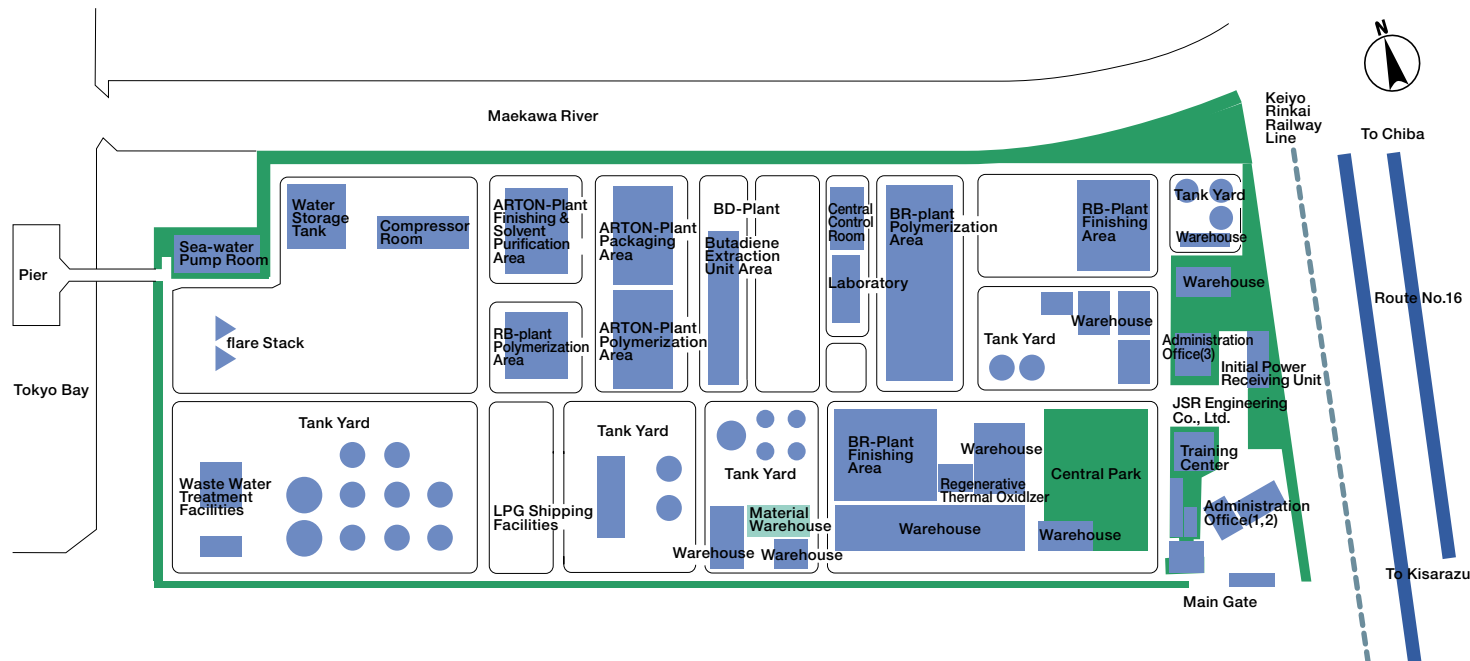 N
Keiyo
Rinkai
Railway
Line
To Chiba
Maekawa River
Water
Storage
Tank
Compressor
Room
Sea-water
Pump Room
Pier
flare Stack
Tokyo Bay
ARTON-Plant
Finishing &
Solvent
Purification
Area
RB-plant
Polymerization
Area
ARTON-Plant
Packaging
Area
ARTON-Plant
Polymerization
Area
BD-Plant
Butadiene
Extraction
Unit Area
Central
Control
Room
Laboratory
BR-plant
Polymerization
Area
RB-Plant
Finishing
Area
Tank Yard
Warehouse
Warehouse
Warehouse
Tank Yard
Administration
Office(3)
Initial Power
Receiving Unit
Route No.16
JSR Engineering
Co., Ltd.
Training
Center
Administration
Office(1,2)
To Kisarazu
Main Gate
Tank Yard
Waste Water
Treatment
Facilities
LPG Shipping
Facilities
Tank Yard
Tank Yard
Material
Warehouse
Warehouse
Warehouse
BR-Plant
Finishing
Area
Warehouse
Regenerative
Thermal Oxidlzer
Warehouse
Central Park
Warehouse